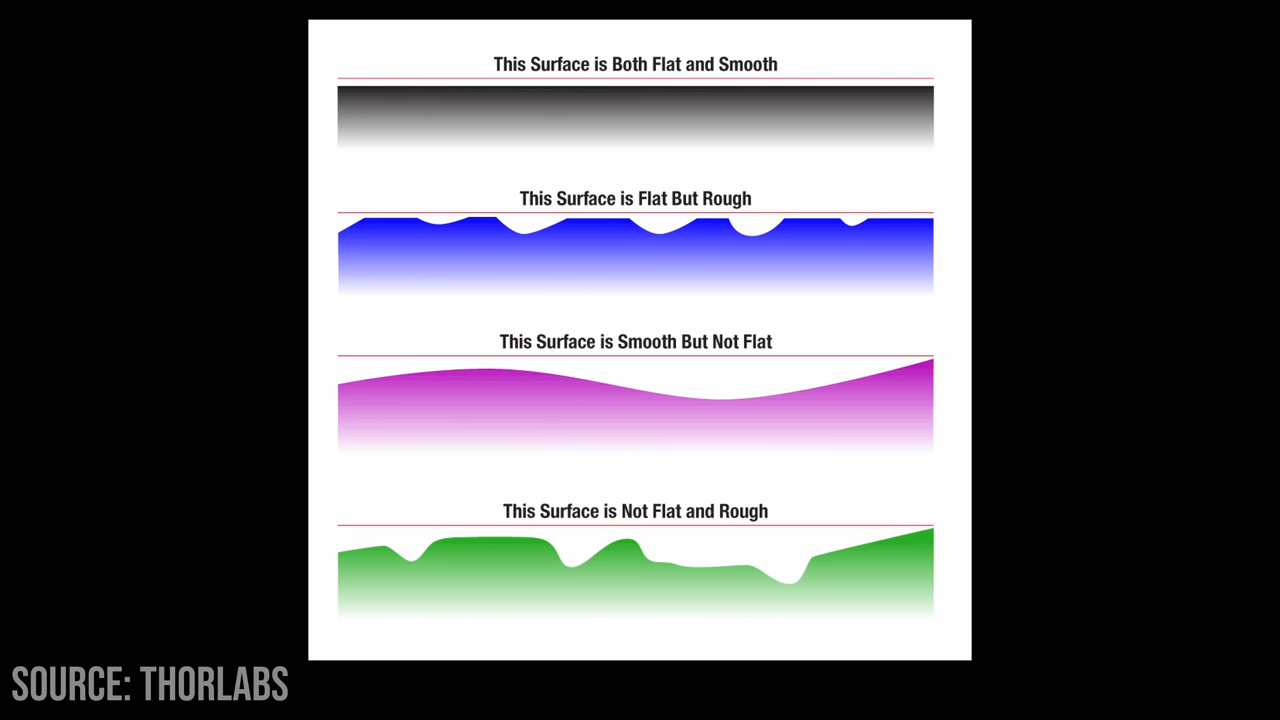 This Surface is Both Flat and Smooth
This Surface is Flat But Rough
This Surface is Smooth But Not Flat
This Surface is Not Flat and Rough
SOURCE: THORLABS